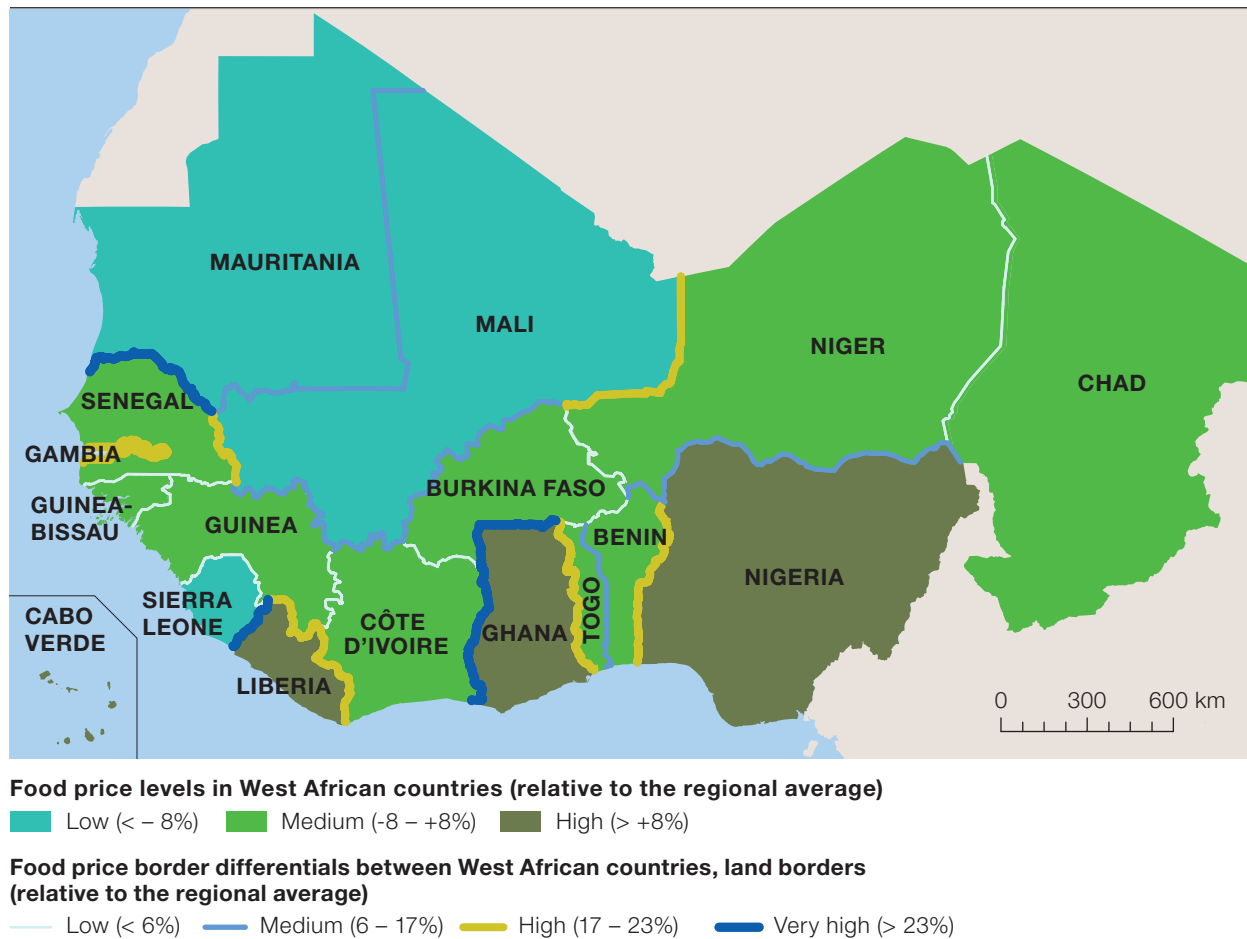 MAURITANIA
MALI
NIGER
CHAD
SENEGAL
GAMBIA
GUINEA-
BISSAU
GUINEA
BURKINA FASO
BENIN
NIGERIA
SIERRA
LEONE
CÔTE
D'IVOIRE
GHANA
TOGO
LIBERIA
CABO
VERDE
0 300 600 km
Food price levels in West African countries (relative to the regional average)
Low (< – 8%) Medium (-8 – +8%) High (> +8%)
Food price border differentials between West African countries, land borders
(relative to the regional average)
Low (< 6%) Medium (6 – 17%) High (17 – 23%) Very high (> 23%)